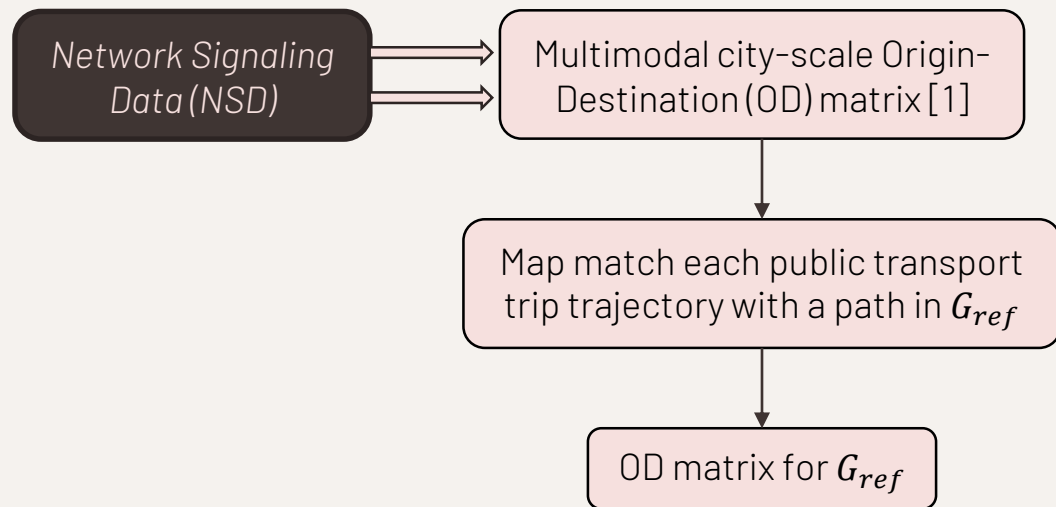 Network Signaling
Data (NSD)
Multimodal city-scale Origin-
Destination (OD) matrix [1]
Map match each public transport
trip trajectory with a path in G_ref
OD matrix for G_ref